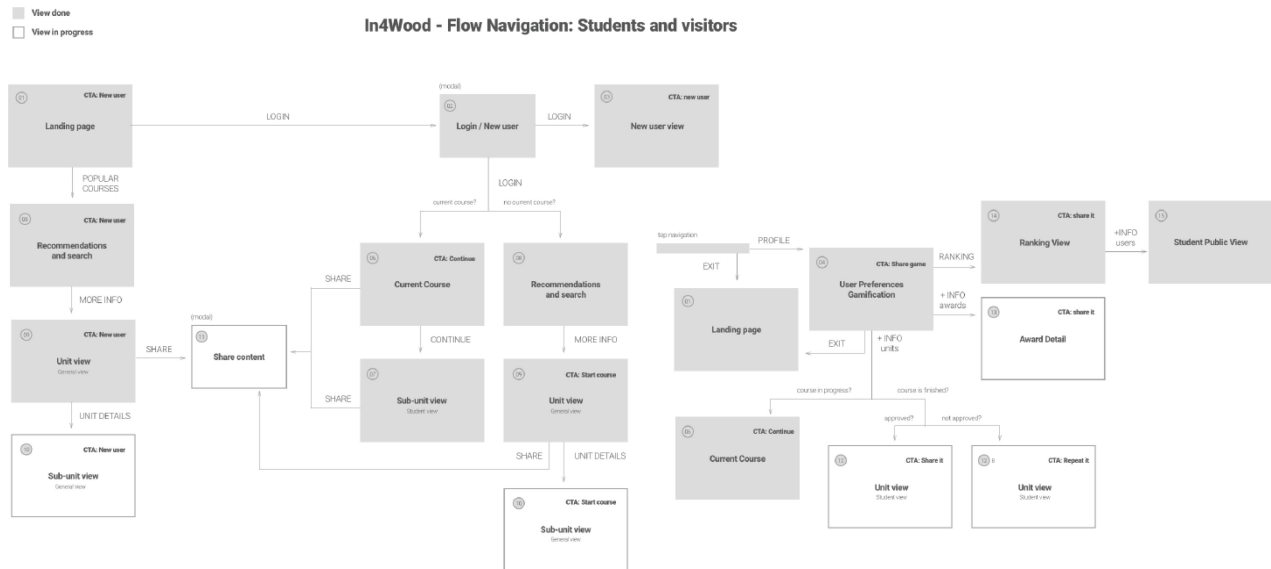 View done
View in progress
In4Wood - Flow Navigation: Students and visitors
01
CTA: New user
Landing page
LOGIN
(modal)
02
Login / New user
LOGIN
CTA: new user
New user view
POPULAR
COURSES
CTA: New user
Recommendations
and search
MORE INFO
CTA: New user
Unit view
General view
SHARE
UNIT DETAILS
10
CTA: New user
Sub-unit view
General view
(modal)
11
Share content
LOGIN
current course?
no current course?
SHARE
CTA: Continue
Current Course
CONTINUE
SHARE
07
Sub-unit view
Student view
08
Recommendations
and search
MORE INFO
09
CTA: Start course
Unit view
General view
SHARE
UNIT DETAILS
10
CTA: Start course
Sub-unit view
General view
tap navigation
PROFILE
EXIT
01
Landing page
04
CTA: Share game
User Preferences
Gamification
EXIT
+ INFO
units
RANKING
14
CTA: share it
Ranking View
+INFO
users
15
Student Public View
+ INFO
awards
13
CTA: share it
Award Detail
course in progress?
course is finished?
CTA: Continue
Current Course
approved?
not approved?
12
CTA: Share it
Unit view
Student view
12
CTA: Repeat it
Unit view
Student view